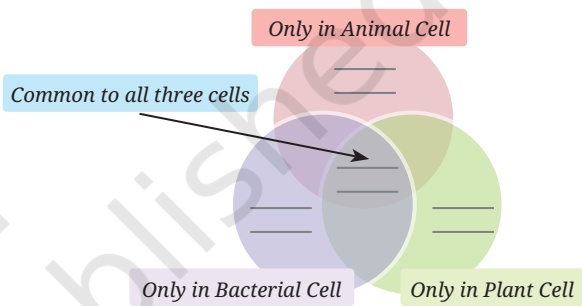 Only in Animal Cell
Common to all three cells
Only in Bacterial Cell
Only in Plant Cell